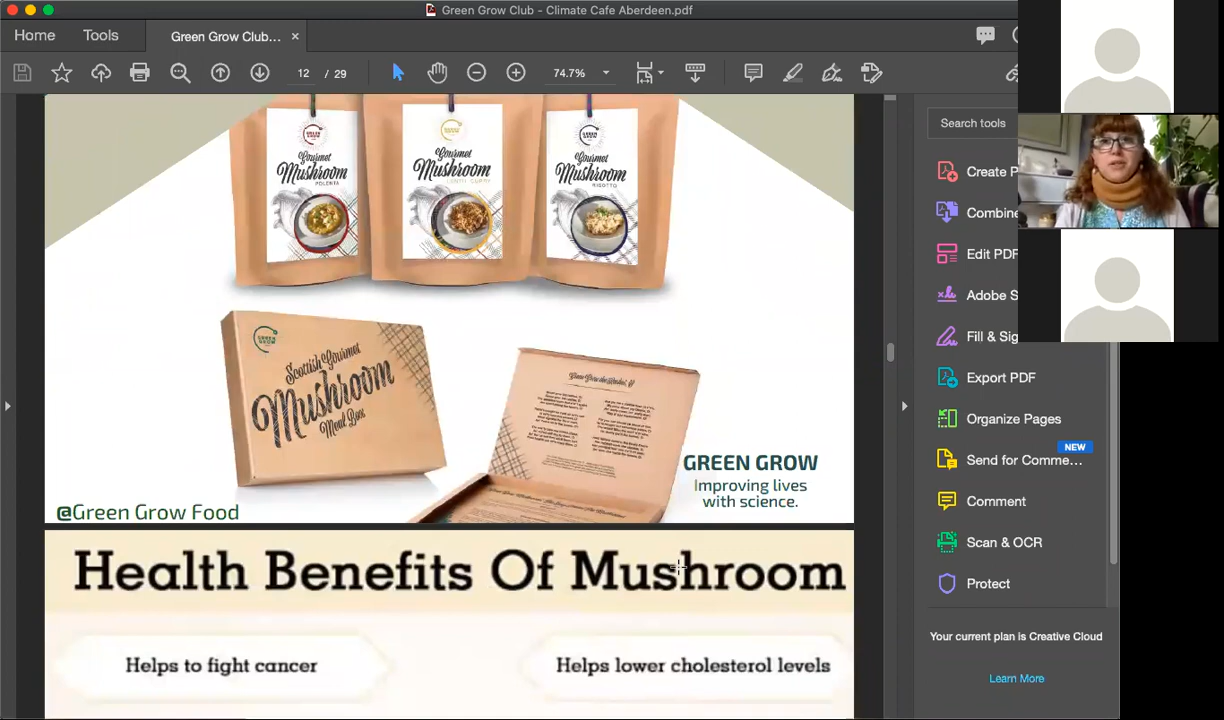 Green Grow Club - Climate Cafe Aberdeen.pdf
Home
Tools
Green Grow Club...
12 / 29
74.7%
Search tools
Create P
Combine
Edit PDF
Adobe S
Fill & Sig
Export PDF
Organize Pages
NEW
Send for Comme...
Comment
Scan & OCR
Protect
Your current plan is Creative Cloud
Learn More
Gourmet
Mushroom
Gourmet
Mushroom
Gourmet
Mushroom
RISOTTO
GREEN
GROW
Scottish Gourmet
Mushroom
Meal Box
GREEN GROW
Improving lives
with science.
@Green Grow Food
Health Benefits Of Mushroom
Helps to fight cancer
Helps lower cholesterol levels